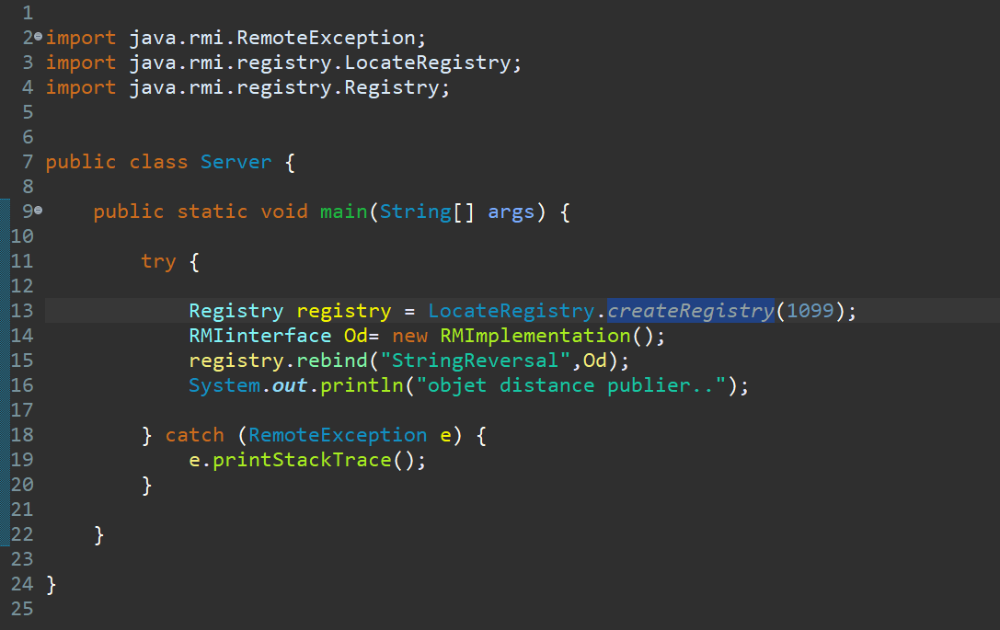 1
2 import java.rmi.RemoteException;
3 import java.rmi.registry.LocateRegistry;
4 import java.rmi.registry.Registry;
5
6
7 public class Server {
8
9     public static void main(String[] args) {
10
11         try {
12
13             Registry registry = LocateRegistry.createRegistry(1099);
14             RMIinterface Od= new RMImplementation();
15             registry.rebind("StringReversal",Od);
16             System.out.println("objet distance publier..");
17
18         } catch (RemoteException e) {
19             e.printStackTrace();
20         }
21
22     }
23
24 }
25